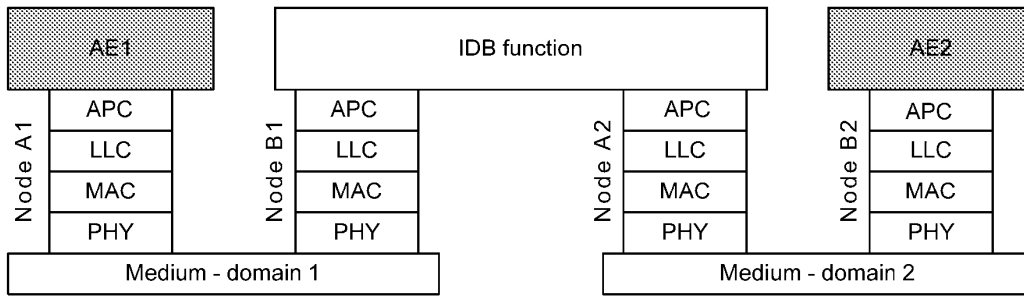 AE1
IDB function
AE2
Node A1
APC
LLC
MAC
PHY
Node B1
APC
LLC
MAC
PHY
Node A2
APC
LLC
MAC
PHY
Node B2
APC
LLC
MAC
PHY
Medium - domain 1
Medium - domain 2